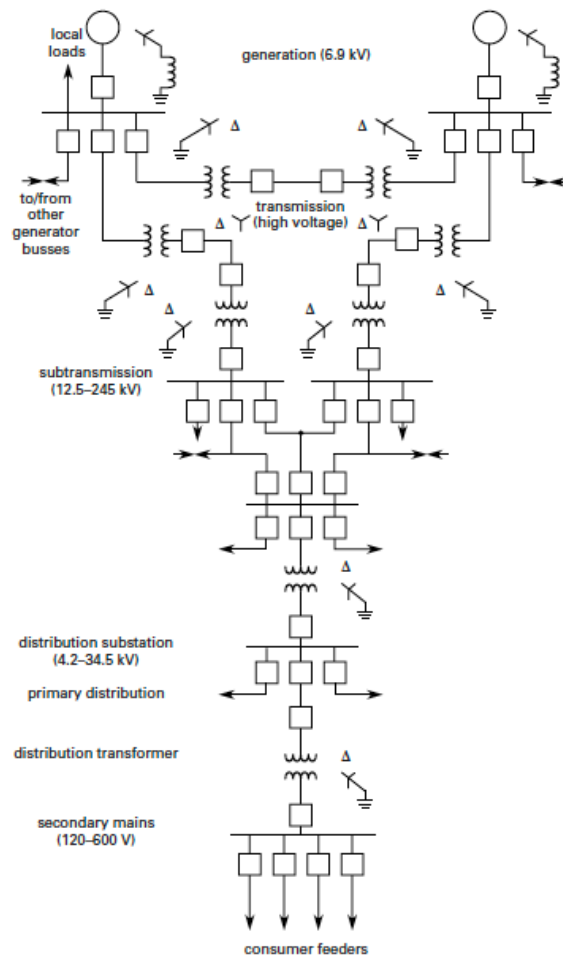 local
loads
generation (6.9 kV)
Δ
Δ
to/from
other
generator
busses
transmission
(high voltage)
Δ
Δ
Δ
Δ
Δ
Δ
subtransmission
(12.5–245 kV)
Δ
distribution substation
(4.2–34.5 kV)
primary distribution
distribution transformer
Δ
secondary mains
(120–600 V)
consumer feeders